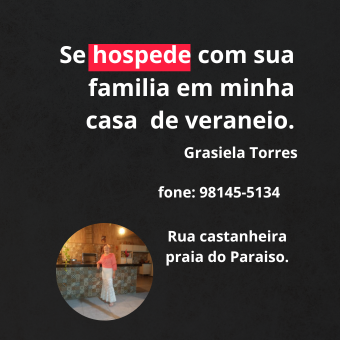 Se hospede com sua
familia em minha
casa de veraneio.
Grasiela Torres
fone: 98145-5134
Rua castanheira
praia do Paraiso.